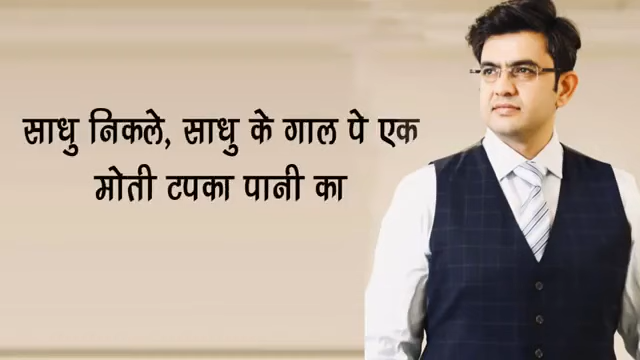 साधु निकले, साधु के गाल पे एक
मोती टपका पानी का